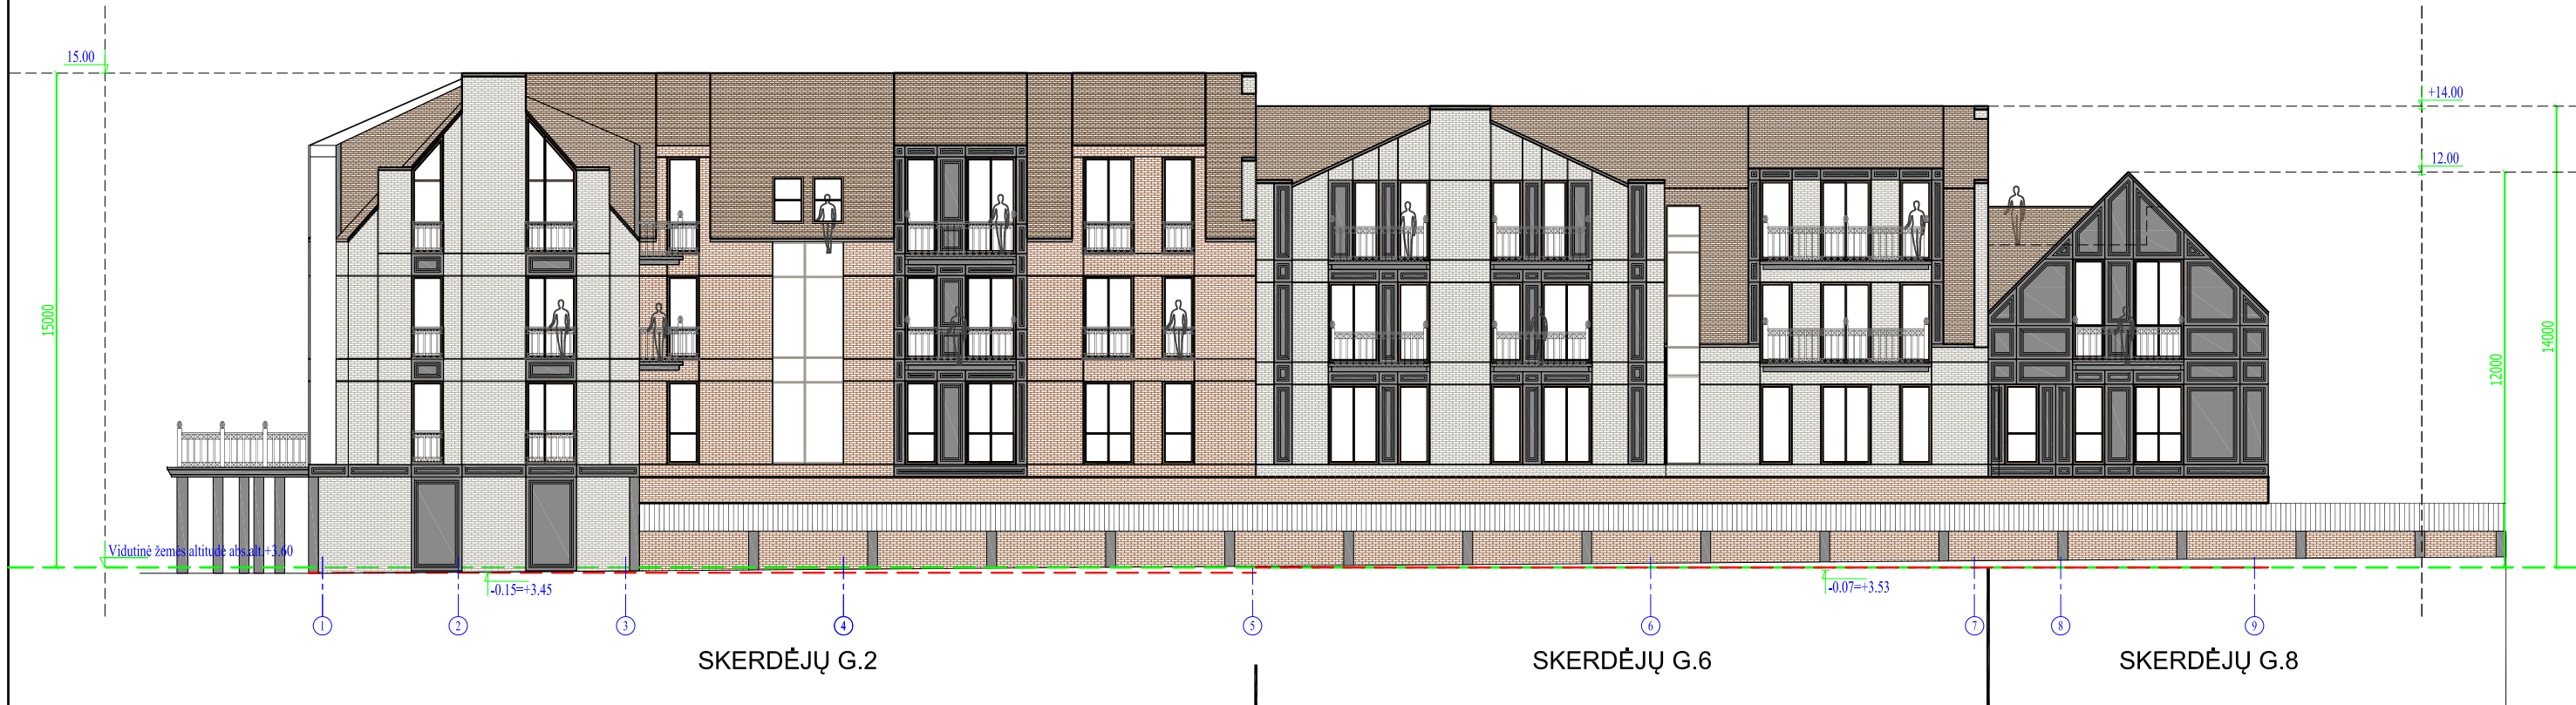 15.00
+14.00
12.00
15000
14000
12000
Vidutinė žemės altitudė abs.alt.+3.60
-0.15=+3.45
-0.07=+3.53
1 2 3 4 5 6 7 8 9
SKERDĖJŲ G.2
SKERDĖJŲ G.6
SKERDĖJŲ G.8